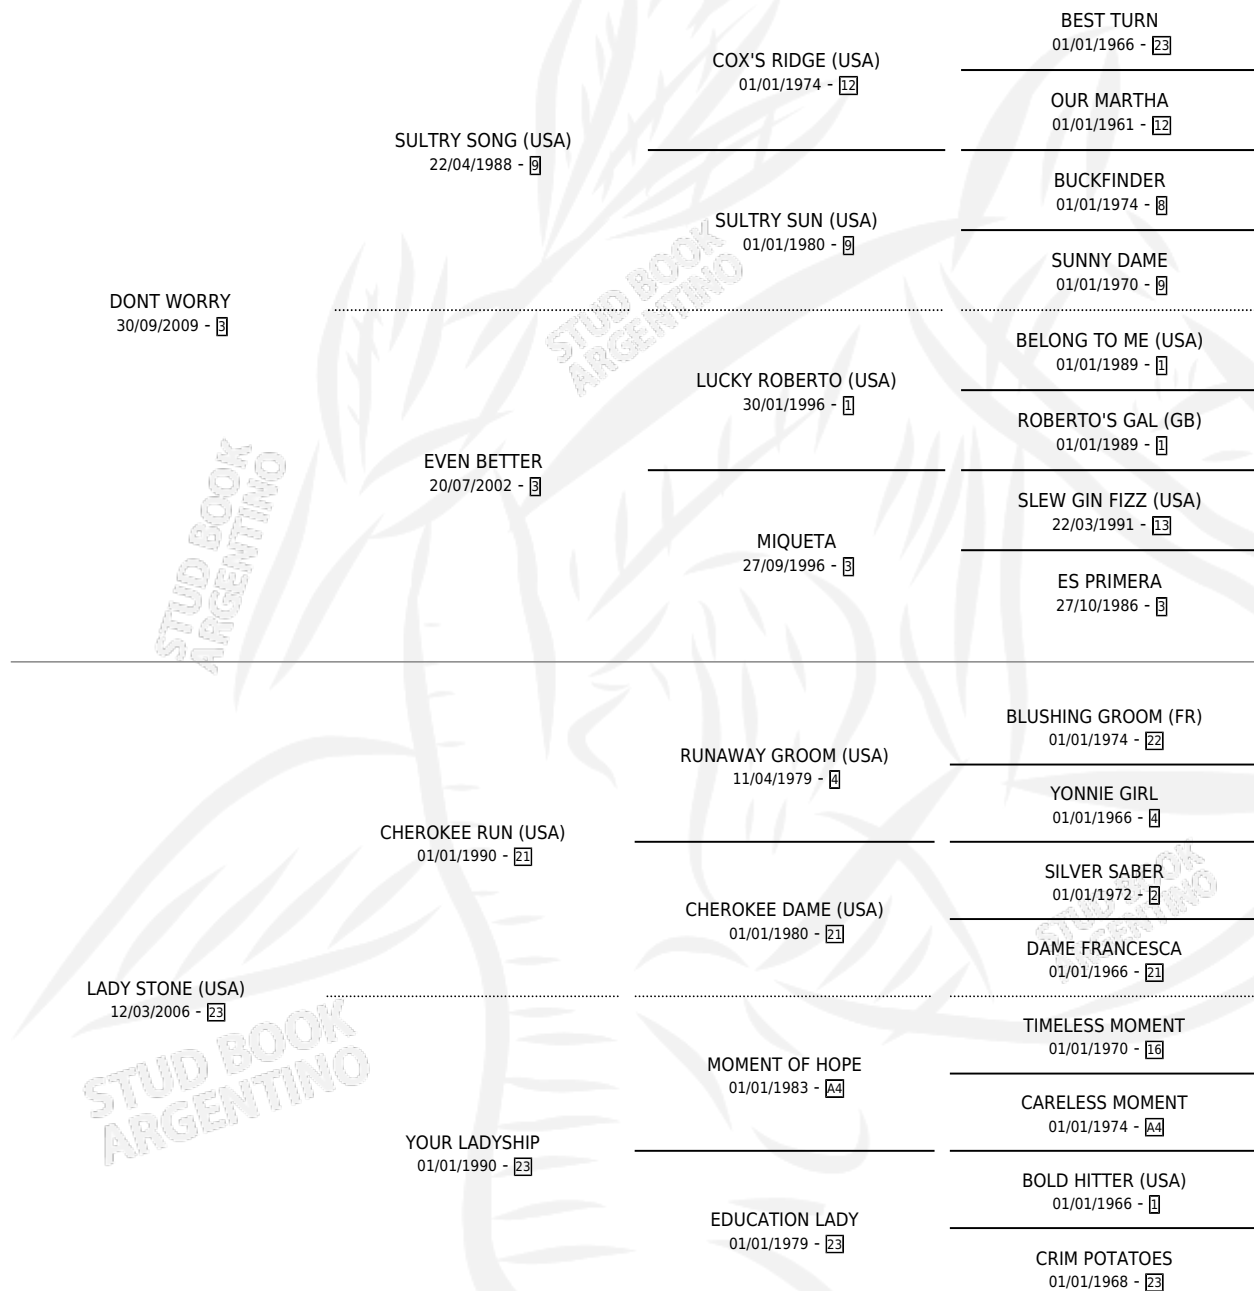 BEST TURN
01/01/1966 - 23
COX'S RIDGE (USA)
01/01/1974 - 12
OUR MARTHA
01/01/1961 - 12
SULTRY SONG (USA)
22/04/1988 - 9
BUCKFINDER
01/01/1974 - 8
SULTRY SUN (USA)
01/01/1980 - 9
SUNNY DAME
01/01/1970 - 9
DONT WORRY
30/09/2009 - 3
BELONG TO ME (USA)
01/01/1989 - 1
LUCKY ROBERTO (USA)
30/01/1996 - 1
ROBERTO'S GAL (GB)
01/01/1989 - 1
EVEN BETTER
20/07/2002 - 3
SLEW GIN FIZZ (USA)
22/03/1991 - 13
MIQUETA
27/09/1996 - 3
ES PRIMERA
27/10/1986 - 3
BLUSHING GROOM (FR)
01/01/1974 - 22
RUNAWAY GROOM (USA)
11/04/1979 - 4
YONNIE GIRL
01/01/1966 - 4
CHEROKEE RUN (USA)
01/01/1990 - 21
SILVER SABER
01/01/1972 - 2
CHEROKEE DAME (USA)
01/01/1980 - 21
DAME FRANCESCA
01/01/1966 - 21
LADY STONE (USA)
12/03/2006 - 23
TIMELESS MOMENT
01/01/1970 - 16
MOMENT OF HOPE
01/01/1983 - A4
CARELESS MOMENT
01/01/1974 - A4
YOUR LADYSHIP
01/01/1990 - 23
BOLD HITTER (USA)
01/01/1966 - 1
EDUCATION LADY
01/01/1979 - 23
CRIM POTATOES
01/01/1968 - 23
STUD BOOK
ARGENTINO
STUD BOOK
ARGENTINO
STUD BOOK
ARGENTINO
STUD BOOK
ARGENTINO